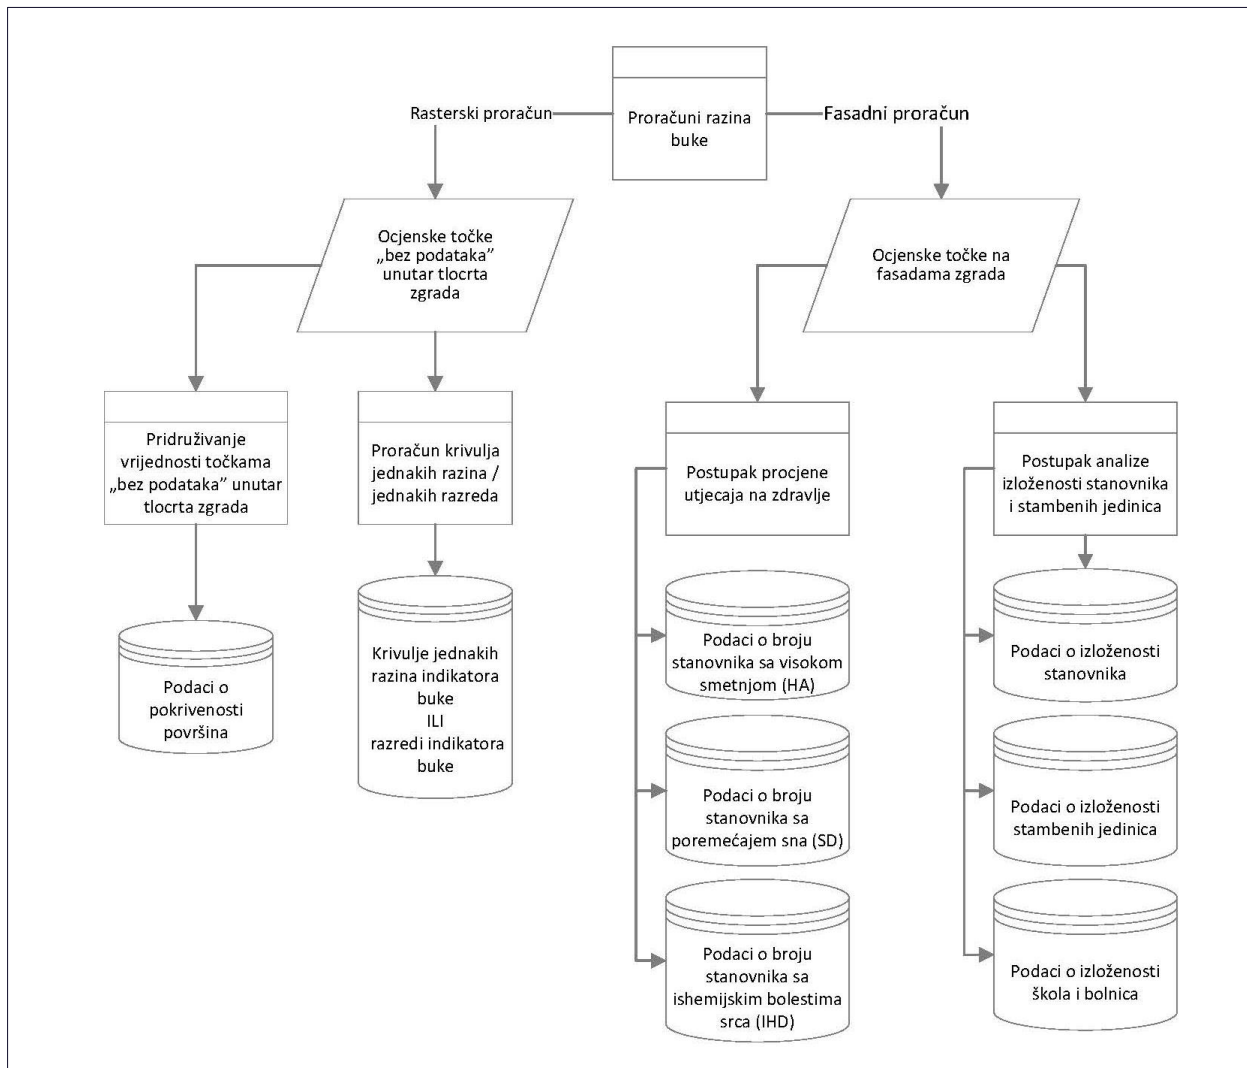 Proračuni razina
buke
Rasterski proračun
Fasadni proračun
Ocjenske točke
„bez podataka”
unutar tlocrta
zgrada
Ocjenske točke na
fasadama zgrada
Pridruživanje
vrijednosti točkama
„bez podataka” unutar
tlocrta zgrada
Proračun krivulja
jednakih razina /
jednakih razreda
Postupak procjene
utjecaja na zdravlje
Postupak analize
izloženosti stanovnika
i stambenih jedinica
Podaci o
pokrivenosti
površina
Krivulje jednakih
razina indikatora
buke
ILI
razredi indikatora
buke
Podaci o broju
stanovnika sa visokom
smetnjom (HA)
Podaci o broju
stanovnika sa
poremećajem sna (SD)
Podaci o broju
stanovnika sa
ishemijskim bolestima
srca (IHD)
Podaci o izloženosti
stanovnika
Podaci o izloženosti
stambenih jedinica
Podaci o izloženosti
škola i bolnica